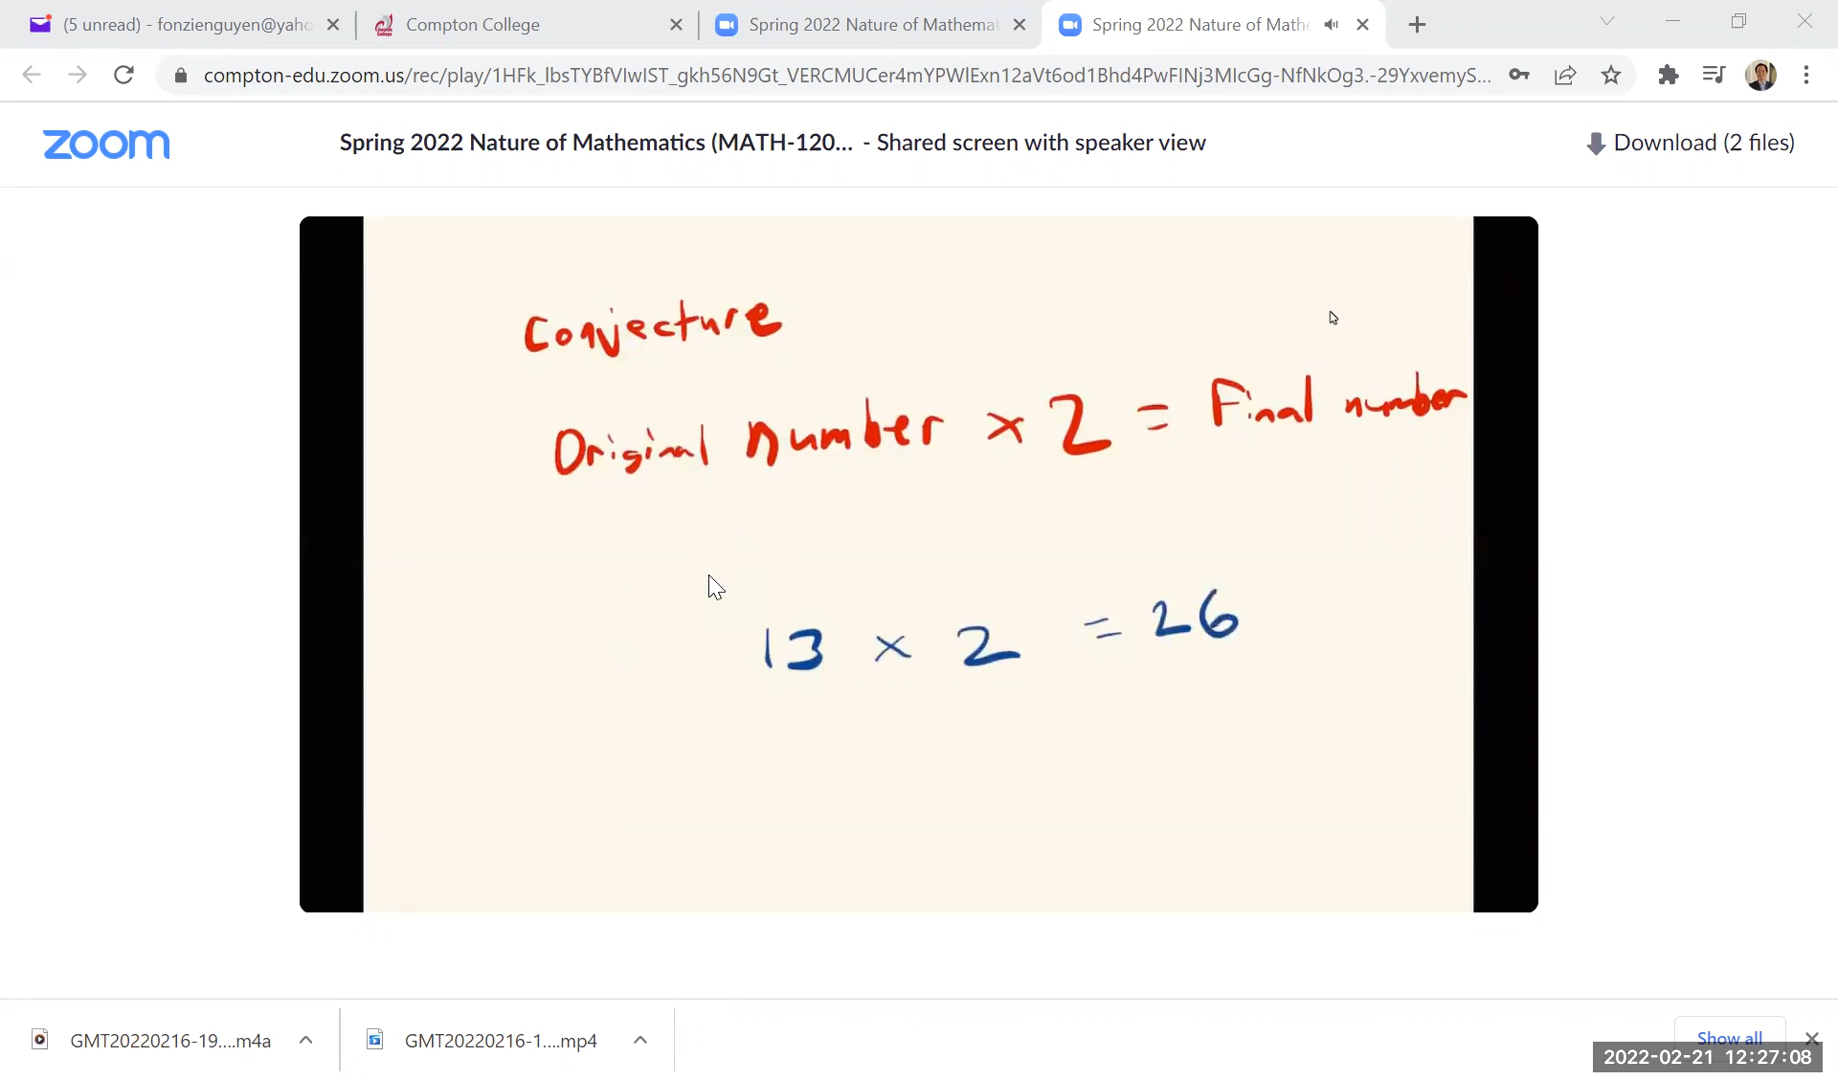 (5 unread) - fonzienguyen@yaho
Compton College
Spring 2022 Nature of Mathemat
Spring 2022 Nature of Mathe
compton-edu.zoom.us/rec/play/1HFk_lbsTYBfVIwIST_gkh56N9Gt_VERCMUCer4mYPWlExn12aVt6od1Bhd4PwFINj3MIcGg-NfNkOg3.-29YxvemyS...
zoom
Spring 2022 Nature of Mathematics (MATH-120... - Shared screen with speaker view
Download (2 files)
Conjecture
Original number × 2 = Final number
13 × 2 = 26
GMT20220216-19....m4a
GMT20220216-1....mp4
Show all
2022-02-21 12:27:08